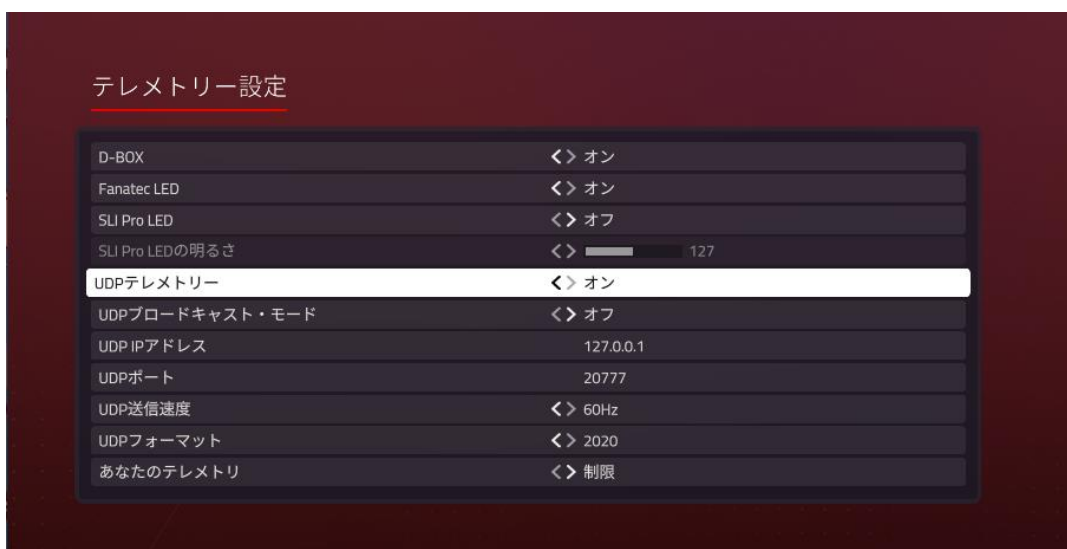 テレメトリー設定
D-BOX オン
Fanatec LED オン
SLI Pro LED オフ
SLI Pro LEDの明るさ 127
UDPテレメトリー オン
UDPブロードキャスト・モード オフ
UDP IPアドレス 127.0.0.1
UDPポート 20777
UDP送信速度 60Hz
UDPフォーマット 2020
あなたのテレメトリ 制限